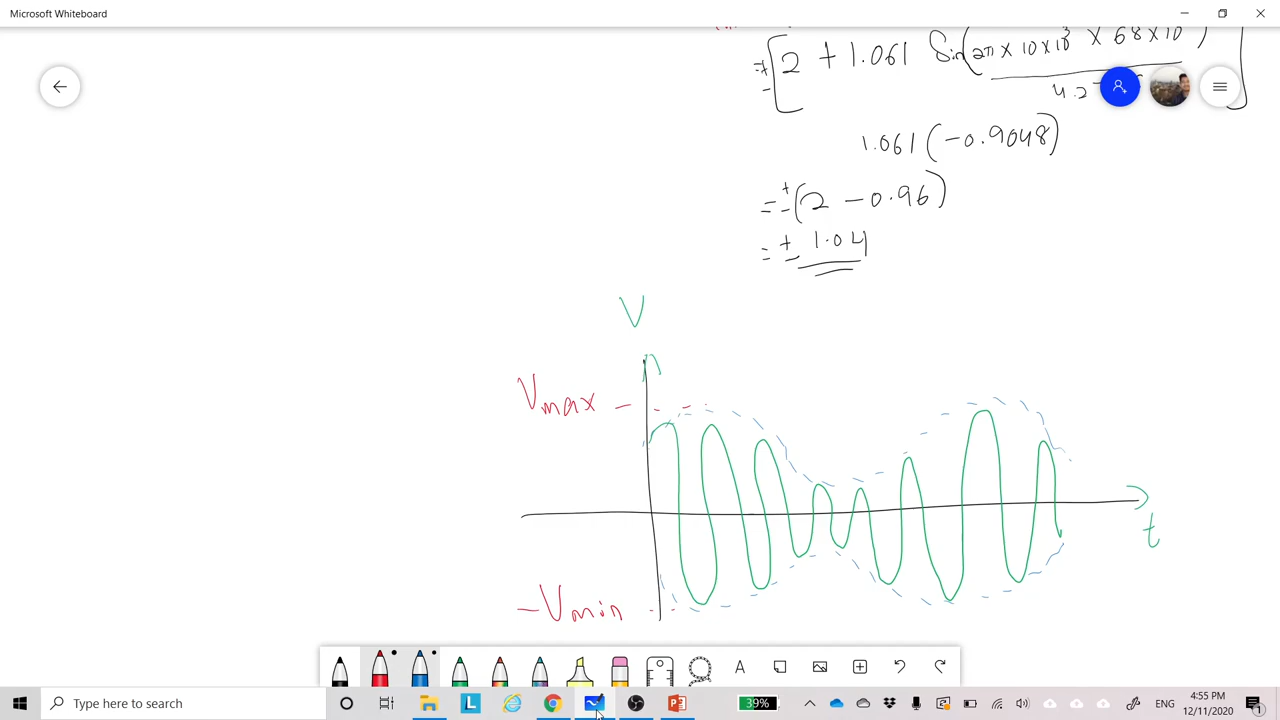 Microsoft Whiteboard
± [ 2 + 1.061 Sin(2π × 10×10³ × 68×10
4.2
1.061 (-0.9048)
= ± (2 - 0.96)
= ± 1.04
V
Vmax
t
-Vmin
A
Type here to search
L
39%
ENG
4:55 PM
12/11/2020
1